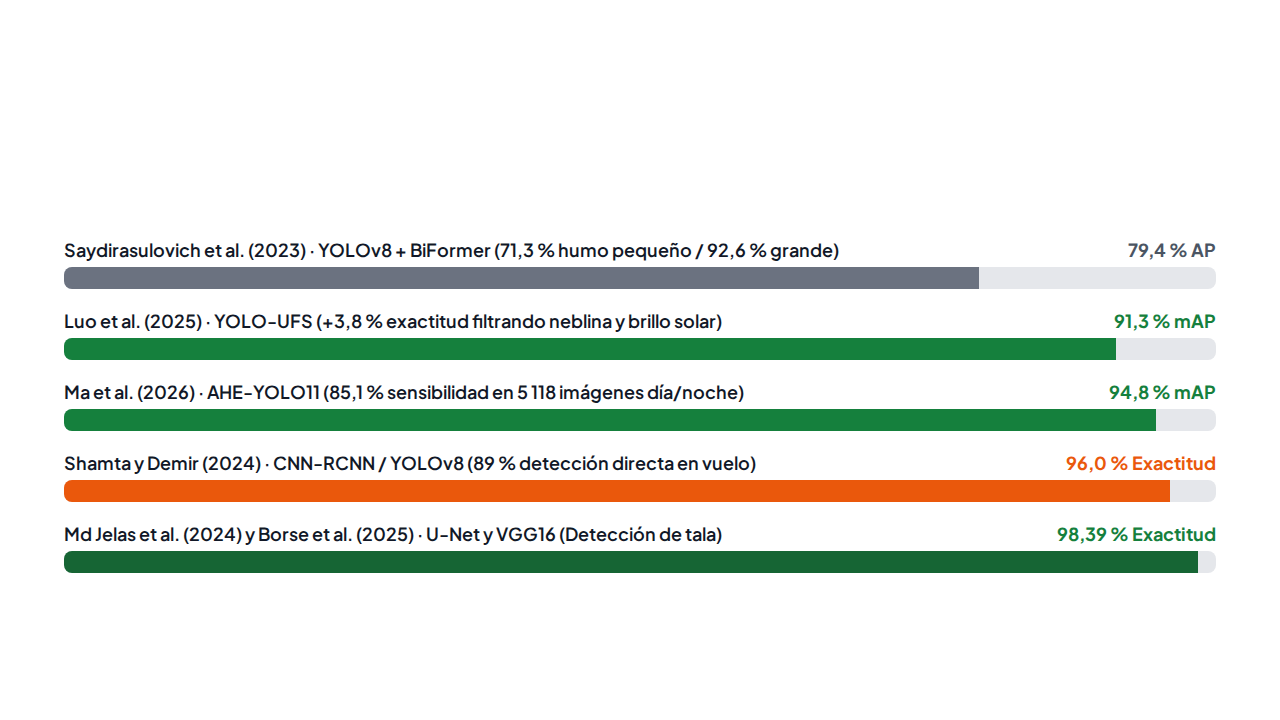 Saydirasulovich et al. (2023) · YOLOv8 + BiFormer (71,3 % humo pequeño / 92,6 % grande) 79,4 % AP
Luo et al. (2025) · YOLO-UFS (+3,8 % exactitud filtrando neblina y brillo solar) 91,3 % mAP
Ma et al. (2026) · AHE-YOLO11 (85,1 % sensibilidad en 5 118 imágenes día/noche) 94,8 % mAP
Shamta y Demir (2024) · CNN-RCNN / YOLOv8 (89 % detección directa en vuelo) 96,0 % Exactitud
Md Jelas et al. (2024) y Borse et al. (2025) · U-Net y VGG16 (Detección de tala) 98,39 % Exactitud